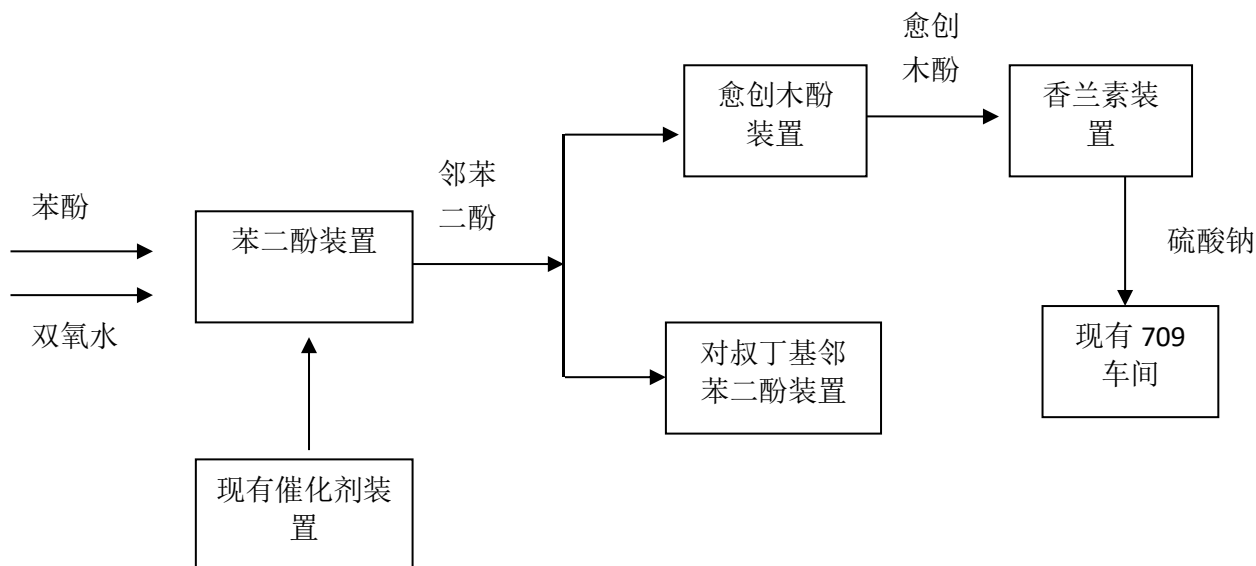 苯酚
双氧水
苯二酚装置
现有催化剂装
置
邻苯
二酚
愈创木酚
装置
对叔丁基邻
苯二酚装置
愈创
木酚
香兰素装
置
硫酸钠
现有 709
车间